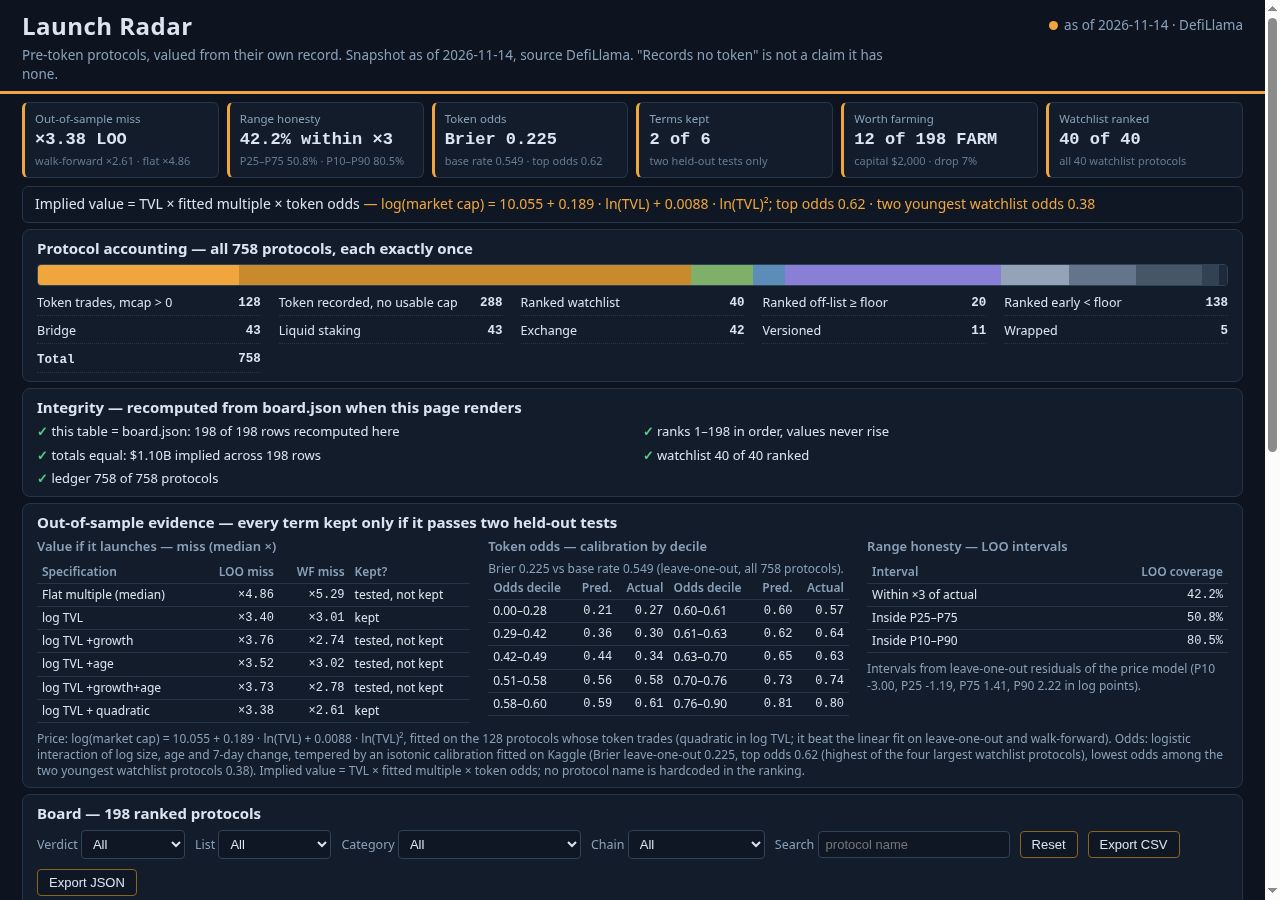 Launch Radar
as of 2026-11-14 · DefiLlama
Pre-token protocols, valued from their own record. Snapshot as of 2026-11-14, source DefiLlama. "Records no token" is not a claim it has
none.
Out-of-sample miss
×3.38 LOO
walk-forward ×2.61 · flat ×4.86
Range honesty
42.2% within ×3
P25–P75 50.8% · P10–P90 80.5%
Token odds
Brier 0.225
base rate 0.549 · top odds 0.62
Terms kept
2 of 6
two held-out tests only
Worth farming
12 of 198 FARM
capital $2,000 · drop 7%
Watchlist ranked
40 of 40
all 40 watchlist protocols
Implied value = TVL × fitted multiple × token odds — log(market cap) = 10.055 + 0.189 · ln(TVL) + 0.0088 · ln(TVL)²; top odds 0.62 · two youngest watchlist odds 0.38
Protocol accounting — all 758 protocols, each exactly once
Token trades, mcap > 0 128 Token recorded, no usable cap 288 Ranked watchlist 40 Ranked off-list ≥ floor 20 Ranked early < floor 138
Bridge 43 Liquid staking 43 Exchange 42 Versioned 11 Wrapped 5
Total 758
Integrity — recomputed from board.json when this page renders
✓ this table = board.json: 198 of 198 rows recomputed here ✓ ranks 1–198 in order, values never rise
✓ totals equal: $1.10B implied across 198 rows ✓ watchlist 40 of 40 ranked
✓ ledger 758 of 758 protocols
Out-of-sample evidence — every term kept only if it passes two held-out tests
Value if it launches — miss (median ×)
Specification LOO miss WF miss Kept?
Flat multiple (median) ×4.86 ×5.29 tested, not kept
log TVL ×3.40 ×3.01 kept
log TVL +growth ×3.76 ×2.74 tested, not kept
log TVL +age ×3.52 ×3.02 tested, not kept
log TVL +growth+age ×3.73 ×2.78 tested, not kept
log TVL + quadratic ×3.38 ×2.61 kept
Token odds — calibration by decile
Brier 0.225 vs base rate 0.549 (leave-one-out, all 758 protocols).
Odds decile Pred. Actual Odds decile Pred. Actual
0.00–0.28 0.21 0.27 0.60–0.61 0.60 0.57
0.29–0.42 0.36 0.30 0.61–0.63 0.62 0.64
0.42–0.49 0.44 0.34 0.63–0.70 0.65 0.63
0.51–0.58 0.56 0.58 0.70–0.76 0.73 0.74
0.58–0.60 0.59 0.61 0.76–0.90 0.81 0.80
Range honesty — LOO intervals
Interval LOO coverage
Within ×3 of actual 42.2%
Inside P25–P75 50.8%
Inside P10–P90 80.5%
Intervals from leave-one-out residuals of the price model (P10
-3.00, P25 -1.19, P75 1.41, P90 2.22 in log points).
Price: log(market cap) = 10.055 + 0.189 · ln(TVL) + 0.0088 · ln(TVL)², fitted on the 128 protocols whose token trades (quadratic in log TVL; it beat the linear fit on leave-one-out and walk-forward). Odds: logistic
interaction of log size, age and 7-day change, tempered by an isotonic calibration fitted on Kaggle (Brier leave-one-out 0.225, top odds 0.62 (highest of the four largest watchlist protocols), lowest odds among the
two youngest watchlist protocols 0.38). Implied value = TVL × fitted multiple × token odds; no protocol name is hardcoded in the ranking.
Board — 198 ranked protocols
Verdict All List All Category All Chain All Search protocol name Reset Export CSV
Export JSON